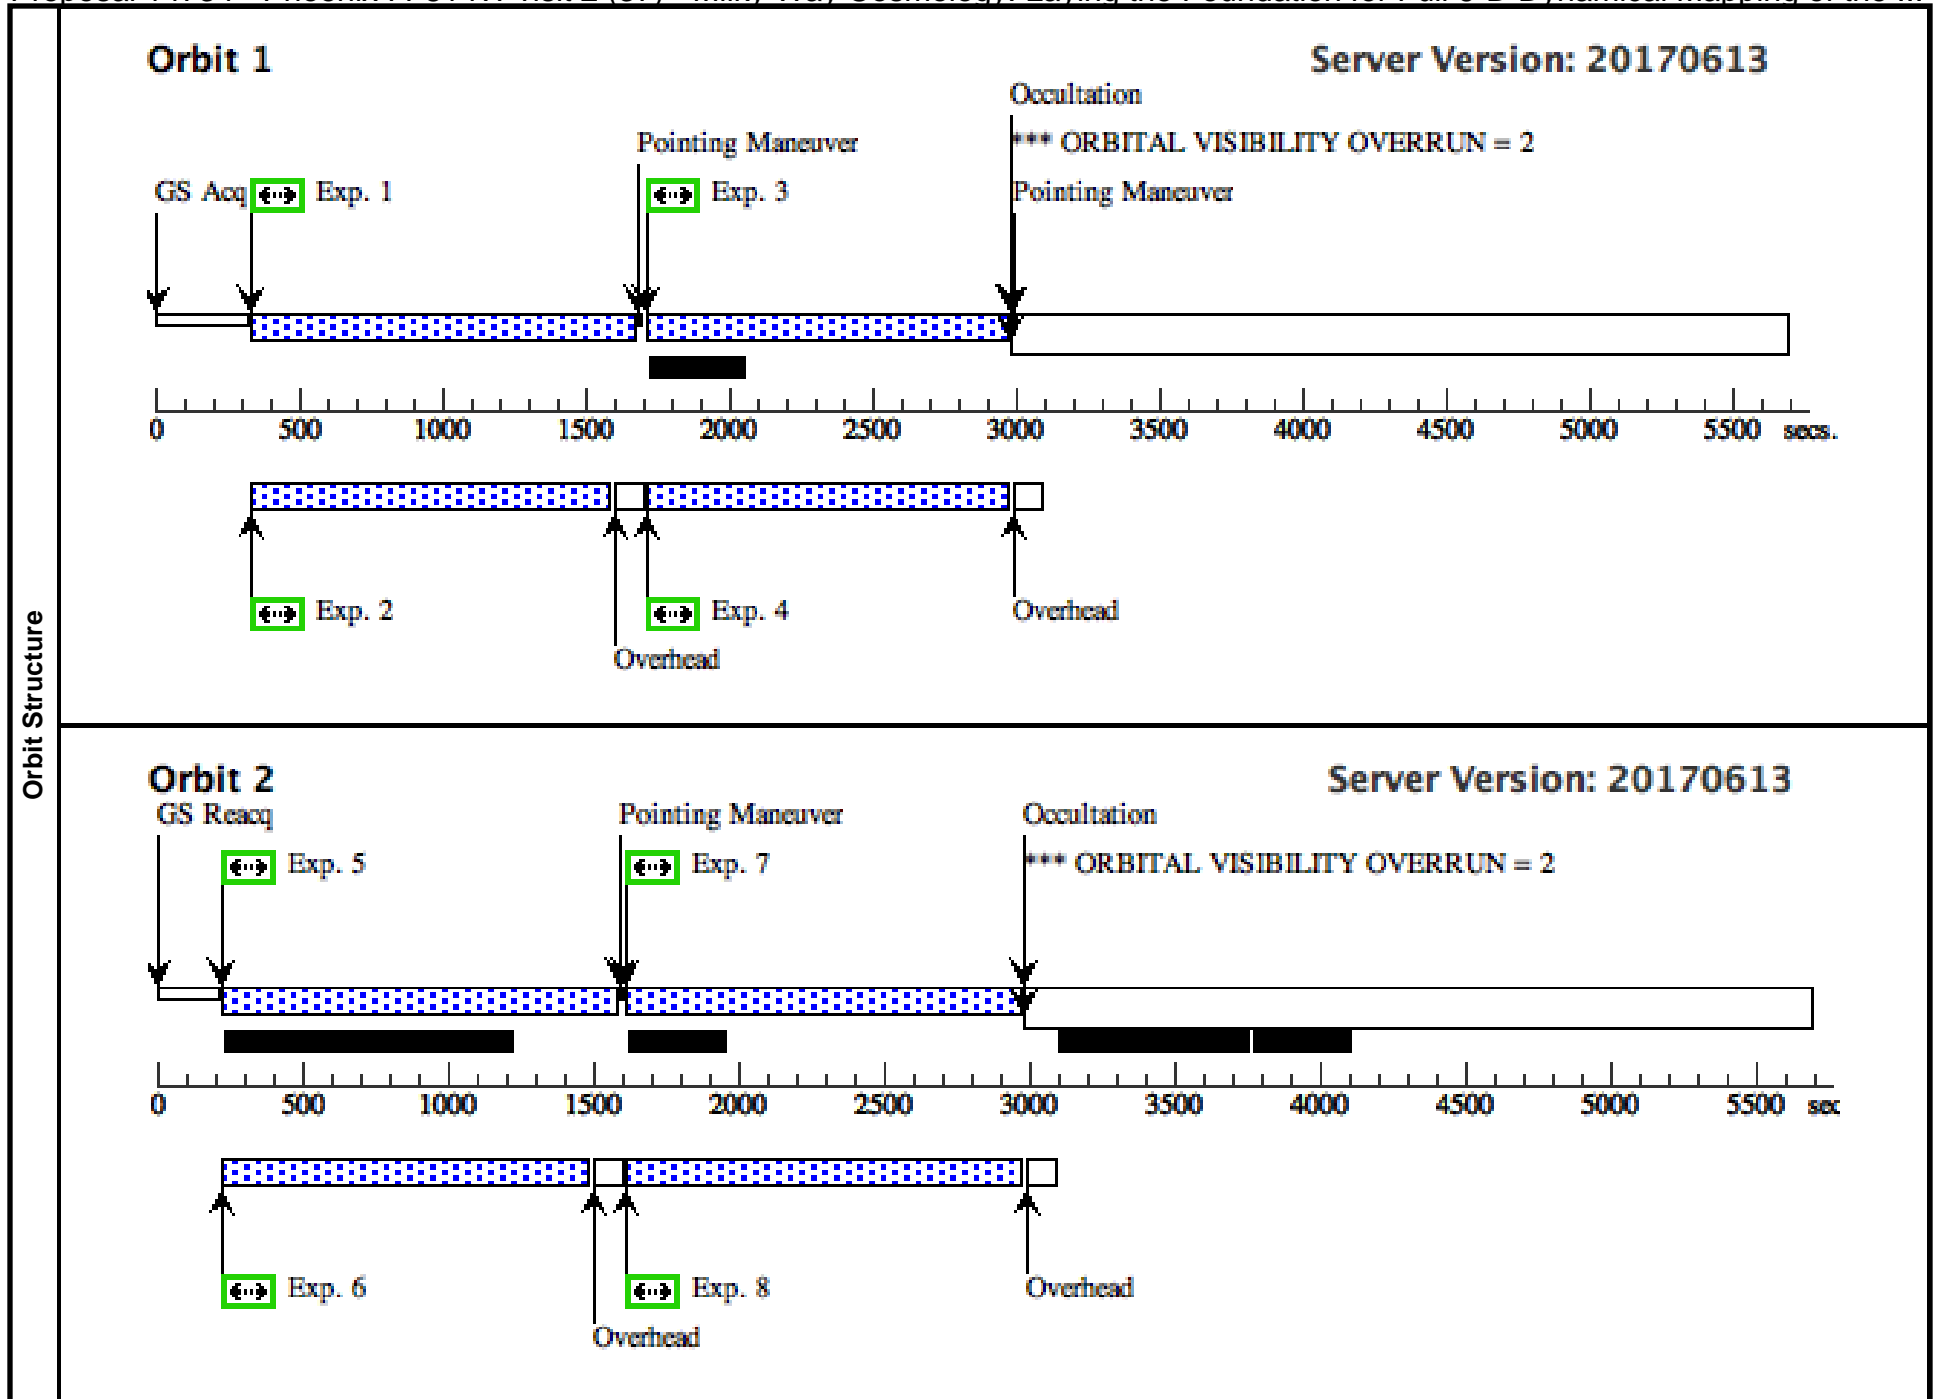 Orbit 1
Server Version: 20170613
Occultation
Pointing Maneuver
*** ORBITAL VISIBILITY OVERRUN = 2
GS Acq
Exp. 1
Exp. 3
Pointing Maneuver
0 500 1000 1500 2000 2500 3000 3500 4000 4500 5000 5500 secs.
Exp. 2
Exp. 4
Overhead
Overhead
Orbit Structure
Orbit 2
Server Version: 20170613
GS Reacq
Pointing Maneuver
Occultation
Exp. 5
Exp. 7
*** ORBITAL VISIBILITY OVERRUN = 2
0 500 1000 1500 2000 2500 3000 3500 4000 4500 5000 5500 sec
Exp. 6
Exp. 8
Overhead
Overhead